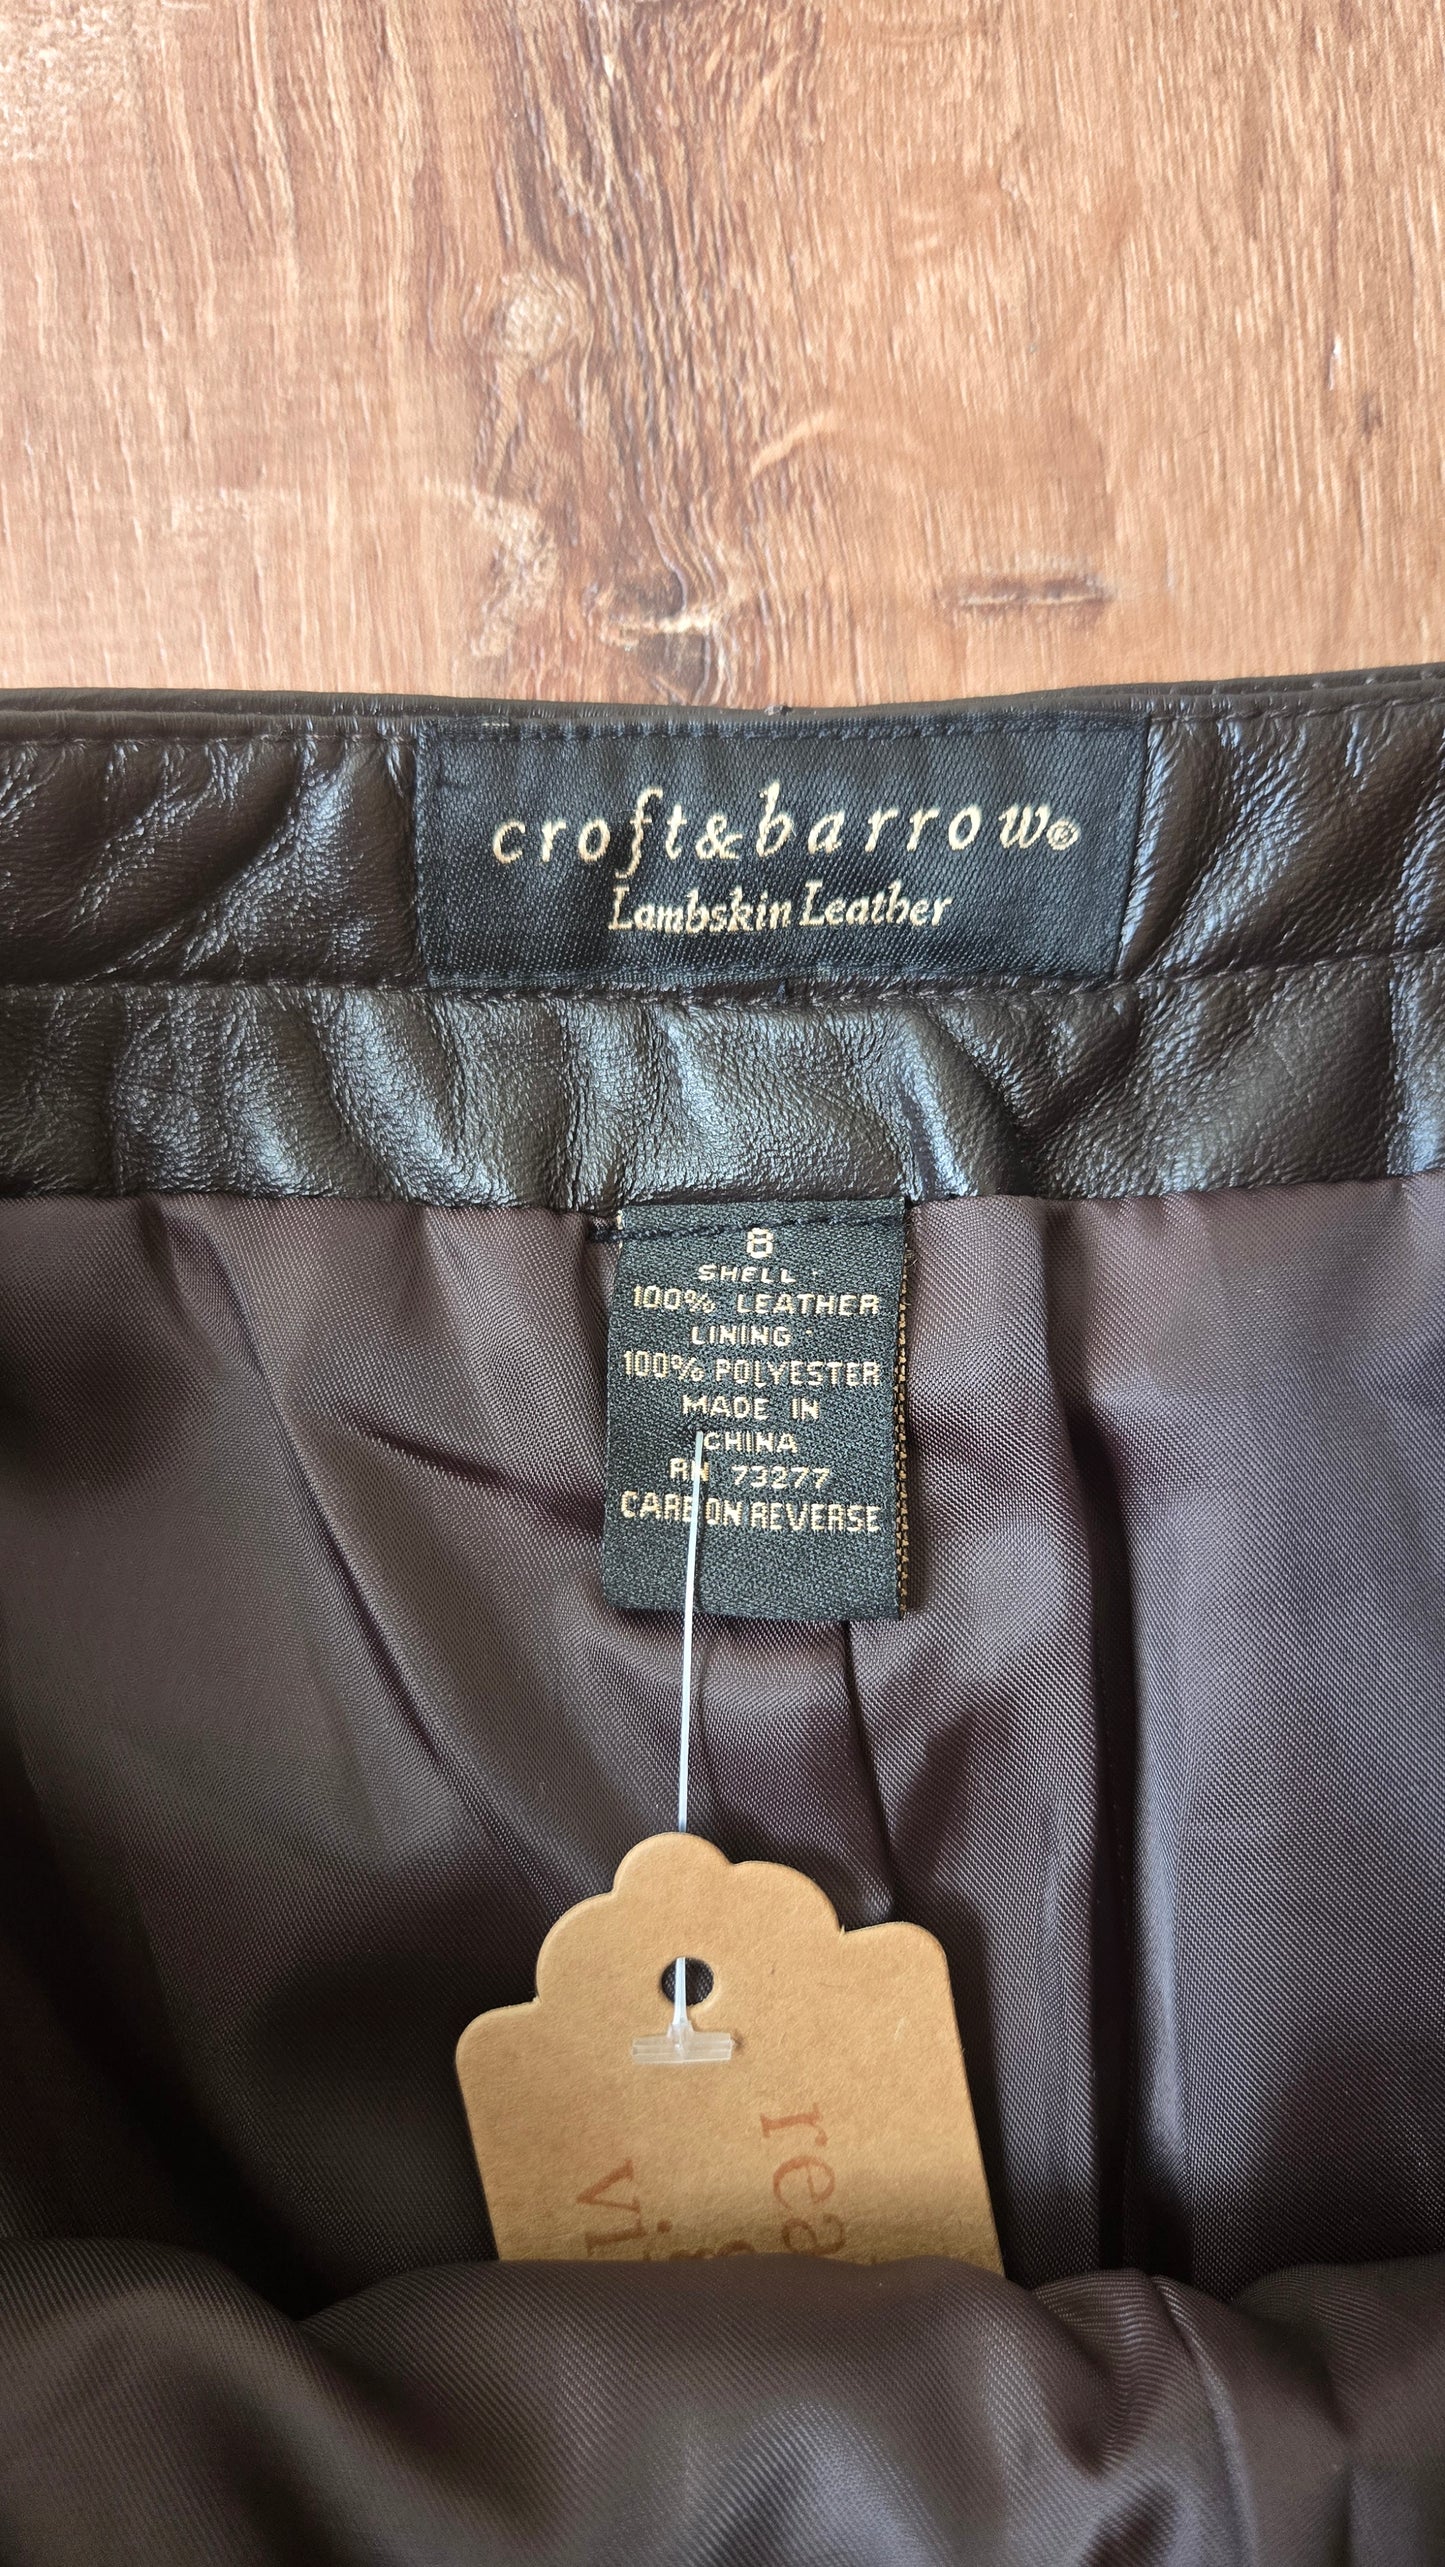 croft&barrow®
Lambskin Leather
8
SHELL
100% LEATHER
LINING
100% POLYESTER
MADE IN
CHINA
RN 73277
CARE ON REVERSE